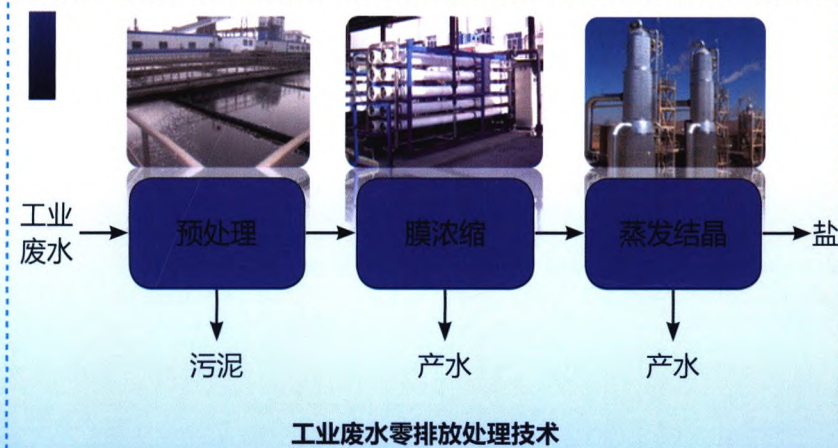 工业
废水
预处理
膜浓缩
蒸发结晶
盐
污泥
产水
产水
工业废水零排放处理技术